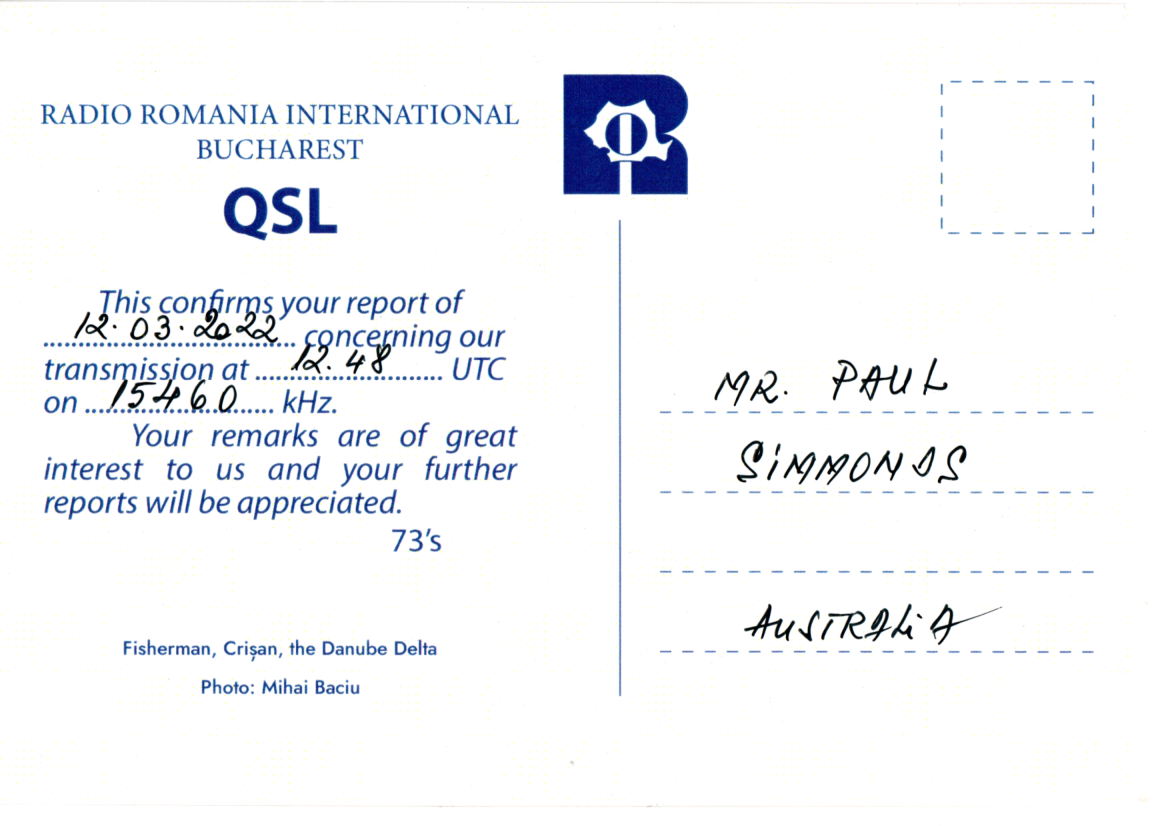 RADIO ROMANIA INTERNATIONAL
BUCHAREST
QSL
This confirms your report of
12.03.2022 concerning our
transmission at 12.48 UTC
on 15460 kHz.
Your remarks are of great
interest to us and your further
reports will be appreciated.
73's
Fisherman, Crișan, the Danube Delta
Photo: Mihai Baciu
MR. PAUL
SIMMONDS
AUSTRALIA